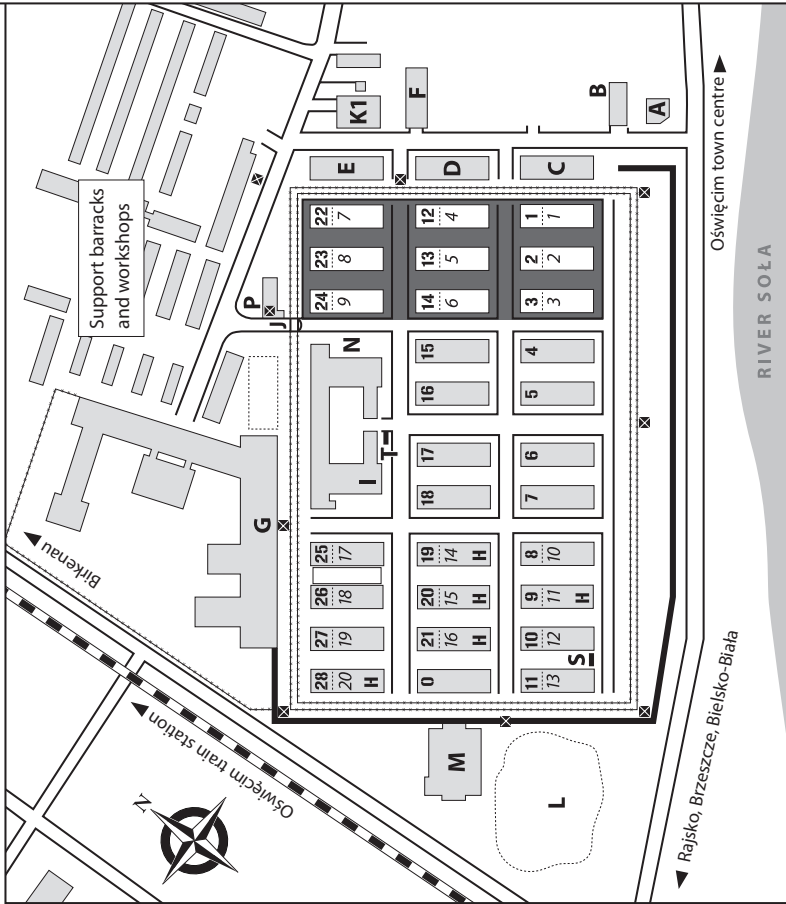 Support barracks
and workshops
Birkenau
Oświęcim train station
N
Oświęcim town centre
RIVER SOŁA
Rajsko, Brzeszcze, Bielsko-Biała
K1
F
B
A
E
D
C
P
J
22
7
23
8
24
9
12
4
13
5
14
6
1
1
2
2
3
3
N
I
T
G
15
16
17
18
4
5
6
7
25
17
26
18
27
19
28
20
H
19
14
H
20
15
H
21
16
H
0
8
10
9
11
H
10
12
11
13
S
M
L